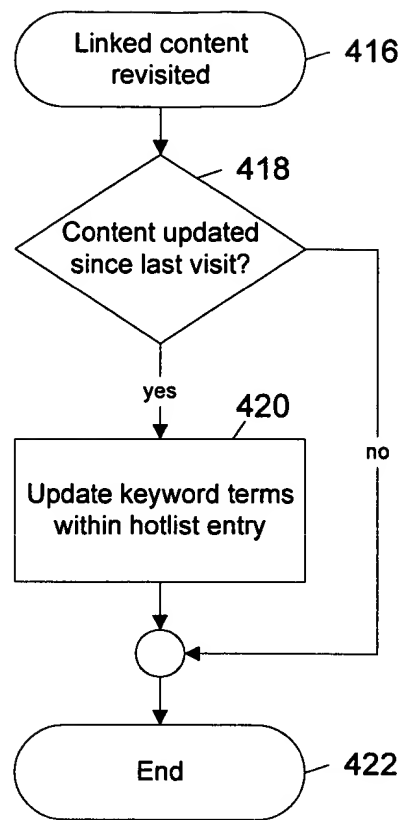 Linked content
revisited
416
418
Content updated
since last visit?
yes
no
420
Update keyword terms
within hotlist entry
End
422